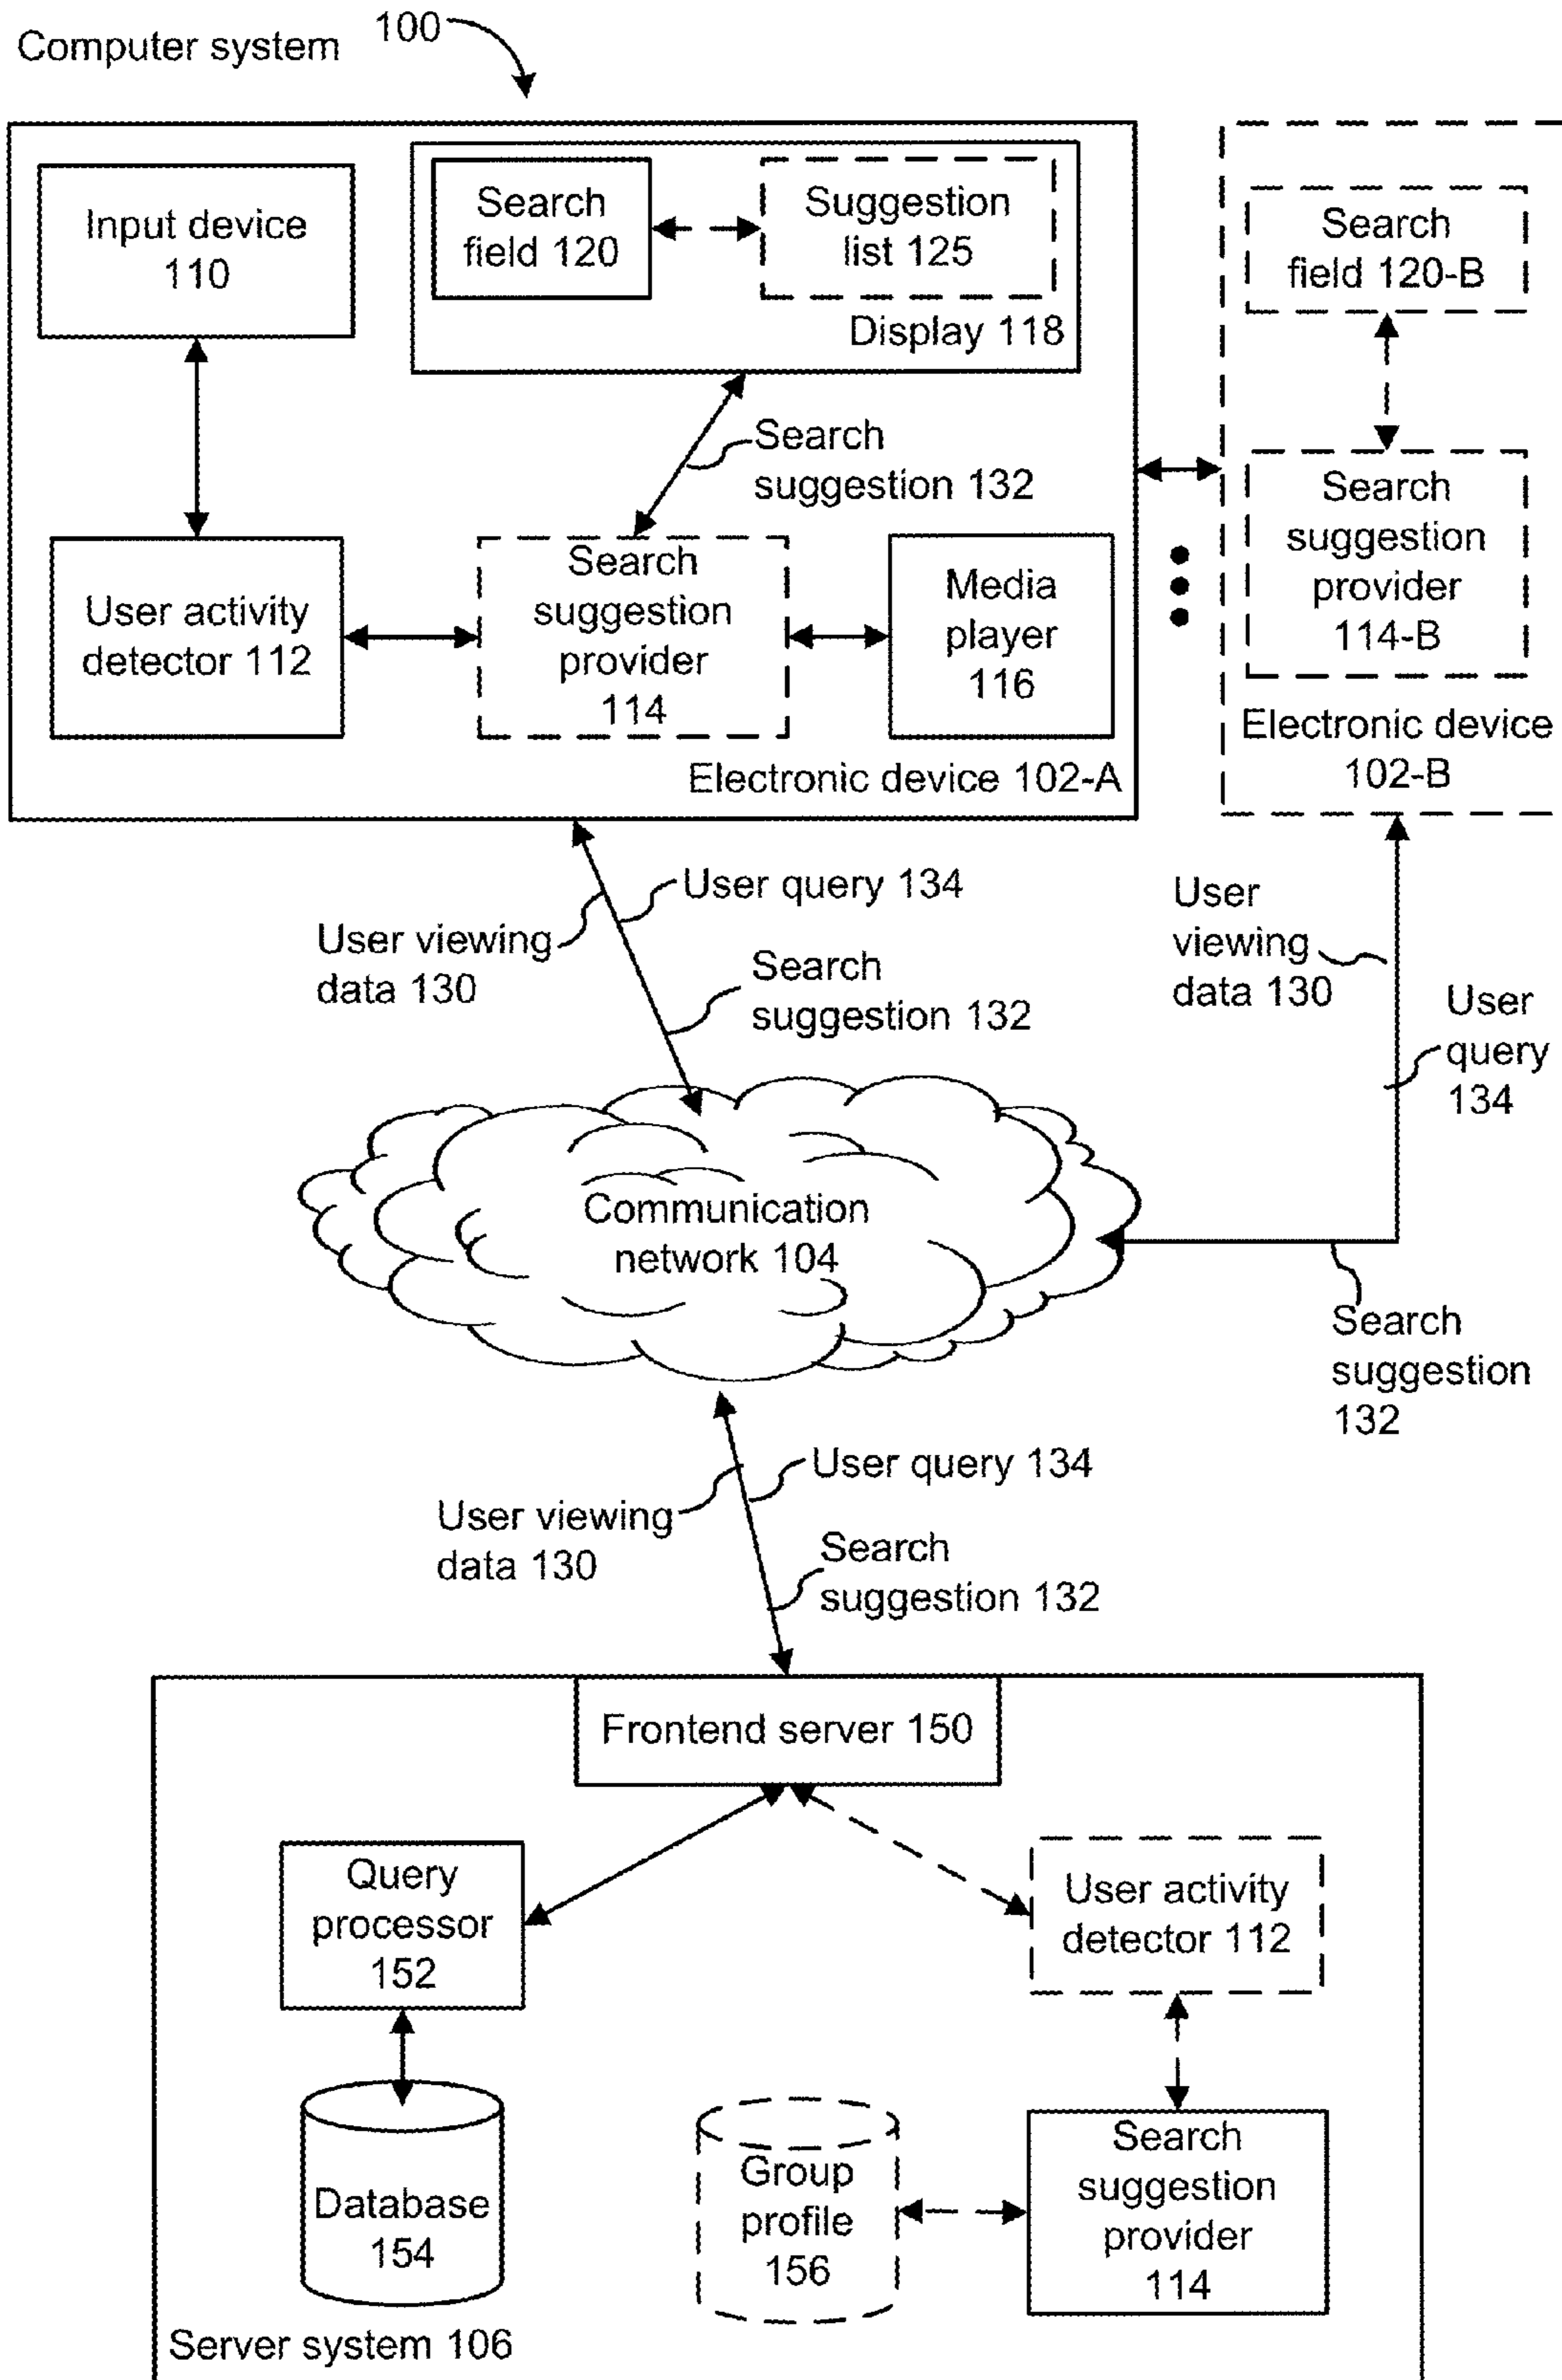 Computer system
100
Input device
110
Search
field 120
Suggestion
list 125
Display 118
Search
suggestion 132
User activity
detector 112
Search
suggestion
provider
114
Media
player
116
Electronic device 102-A
Search
field 120-B
Search
suggestion
provider
114-B
Electronic device
102-B
User query 134
User viewing
data 130
Search
suggestion 132
User
viewing
data 130
User
query
134
Communication
network 104
Search
suggestion
132
User query 134
User viewing
data 130
Search
suggestion 132
Frontend server 150
Query
processor
152
User activity
detector 112
Database
154
Group
profile
156
Search
suggestion
provider
114
Server system 106